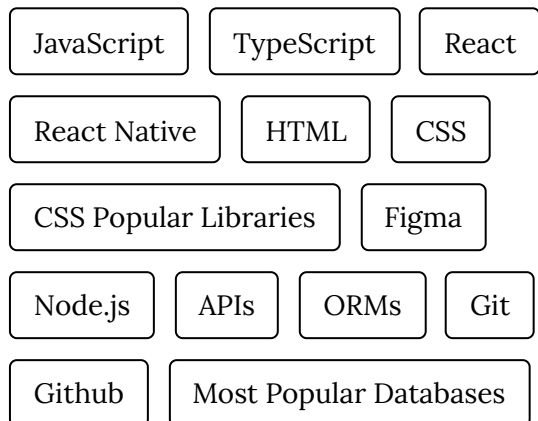 JavaScript TypeScript React
React Native HTML CSS
CSS Popular Libraries Figma
Node.js APIs ORMs Git
Github Most Popular Databases